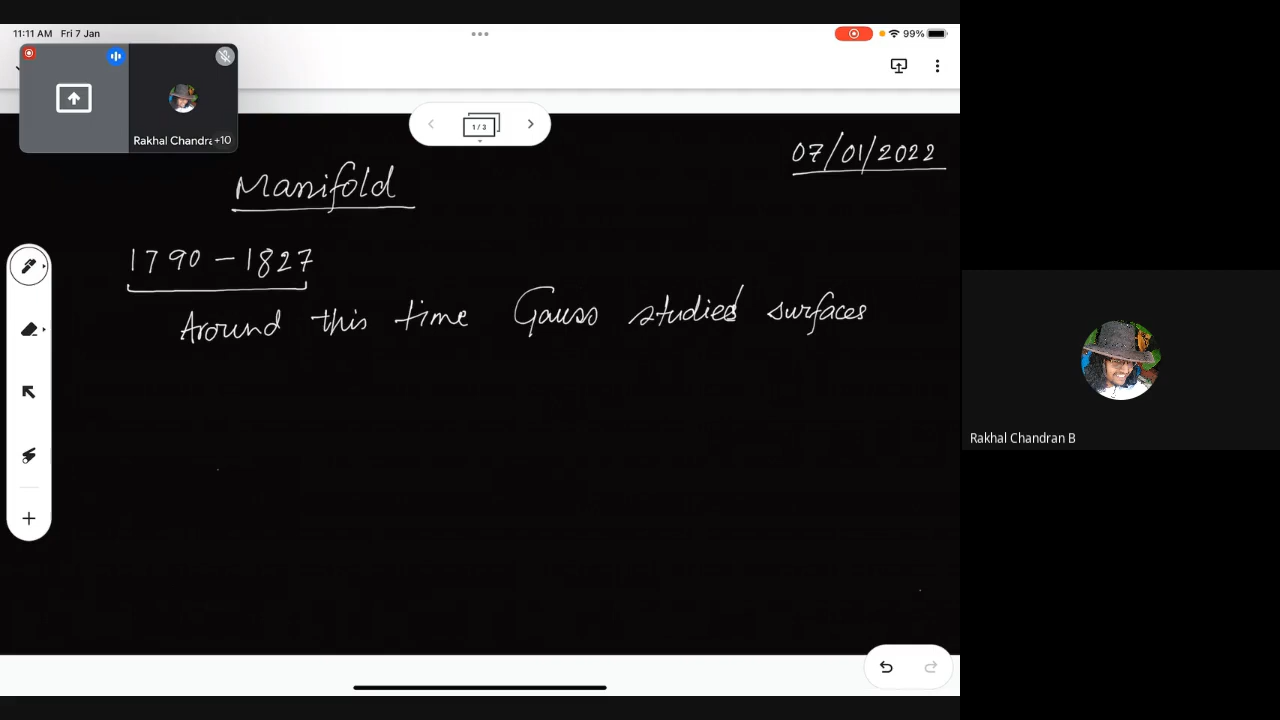 11:11 AM Fri 7 Jan
99%
Rakhal Chandra +10
1 / 3
07/01/2022
Manifold
1790 – 1827
Around this time Gauss studied surfaces
Rakhal Chandran B